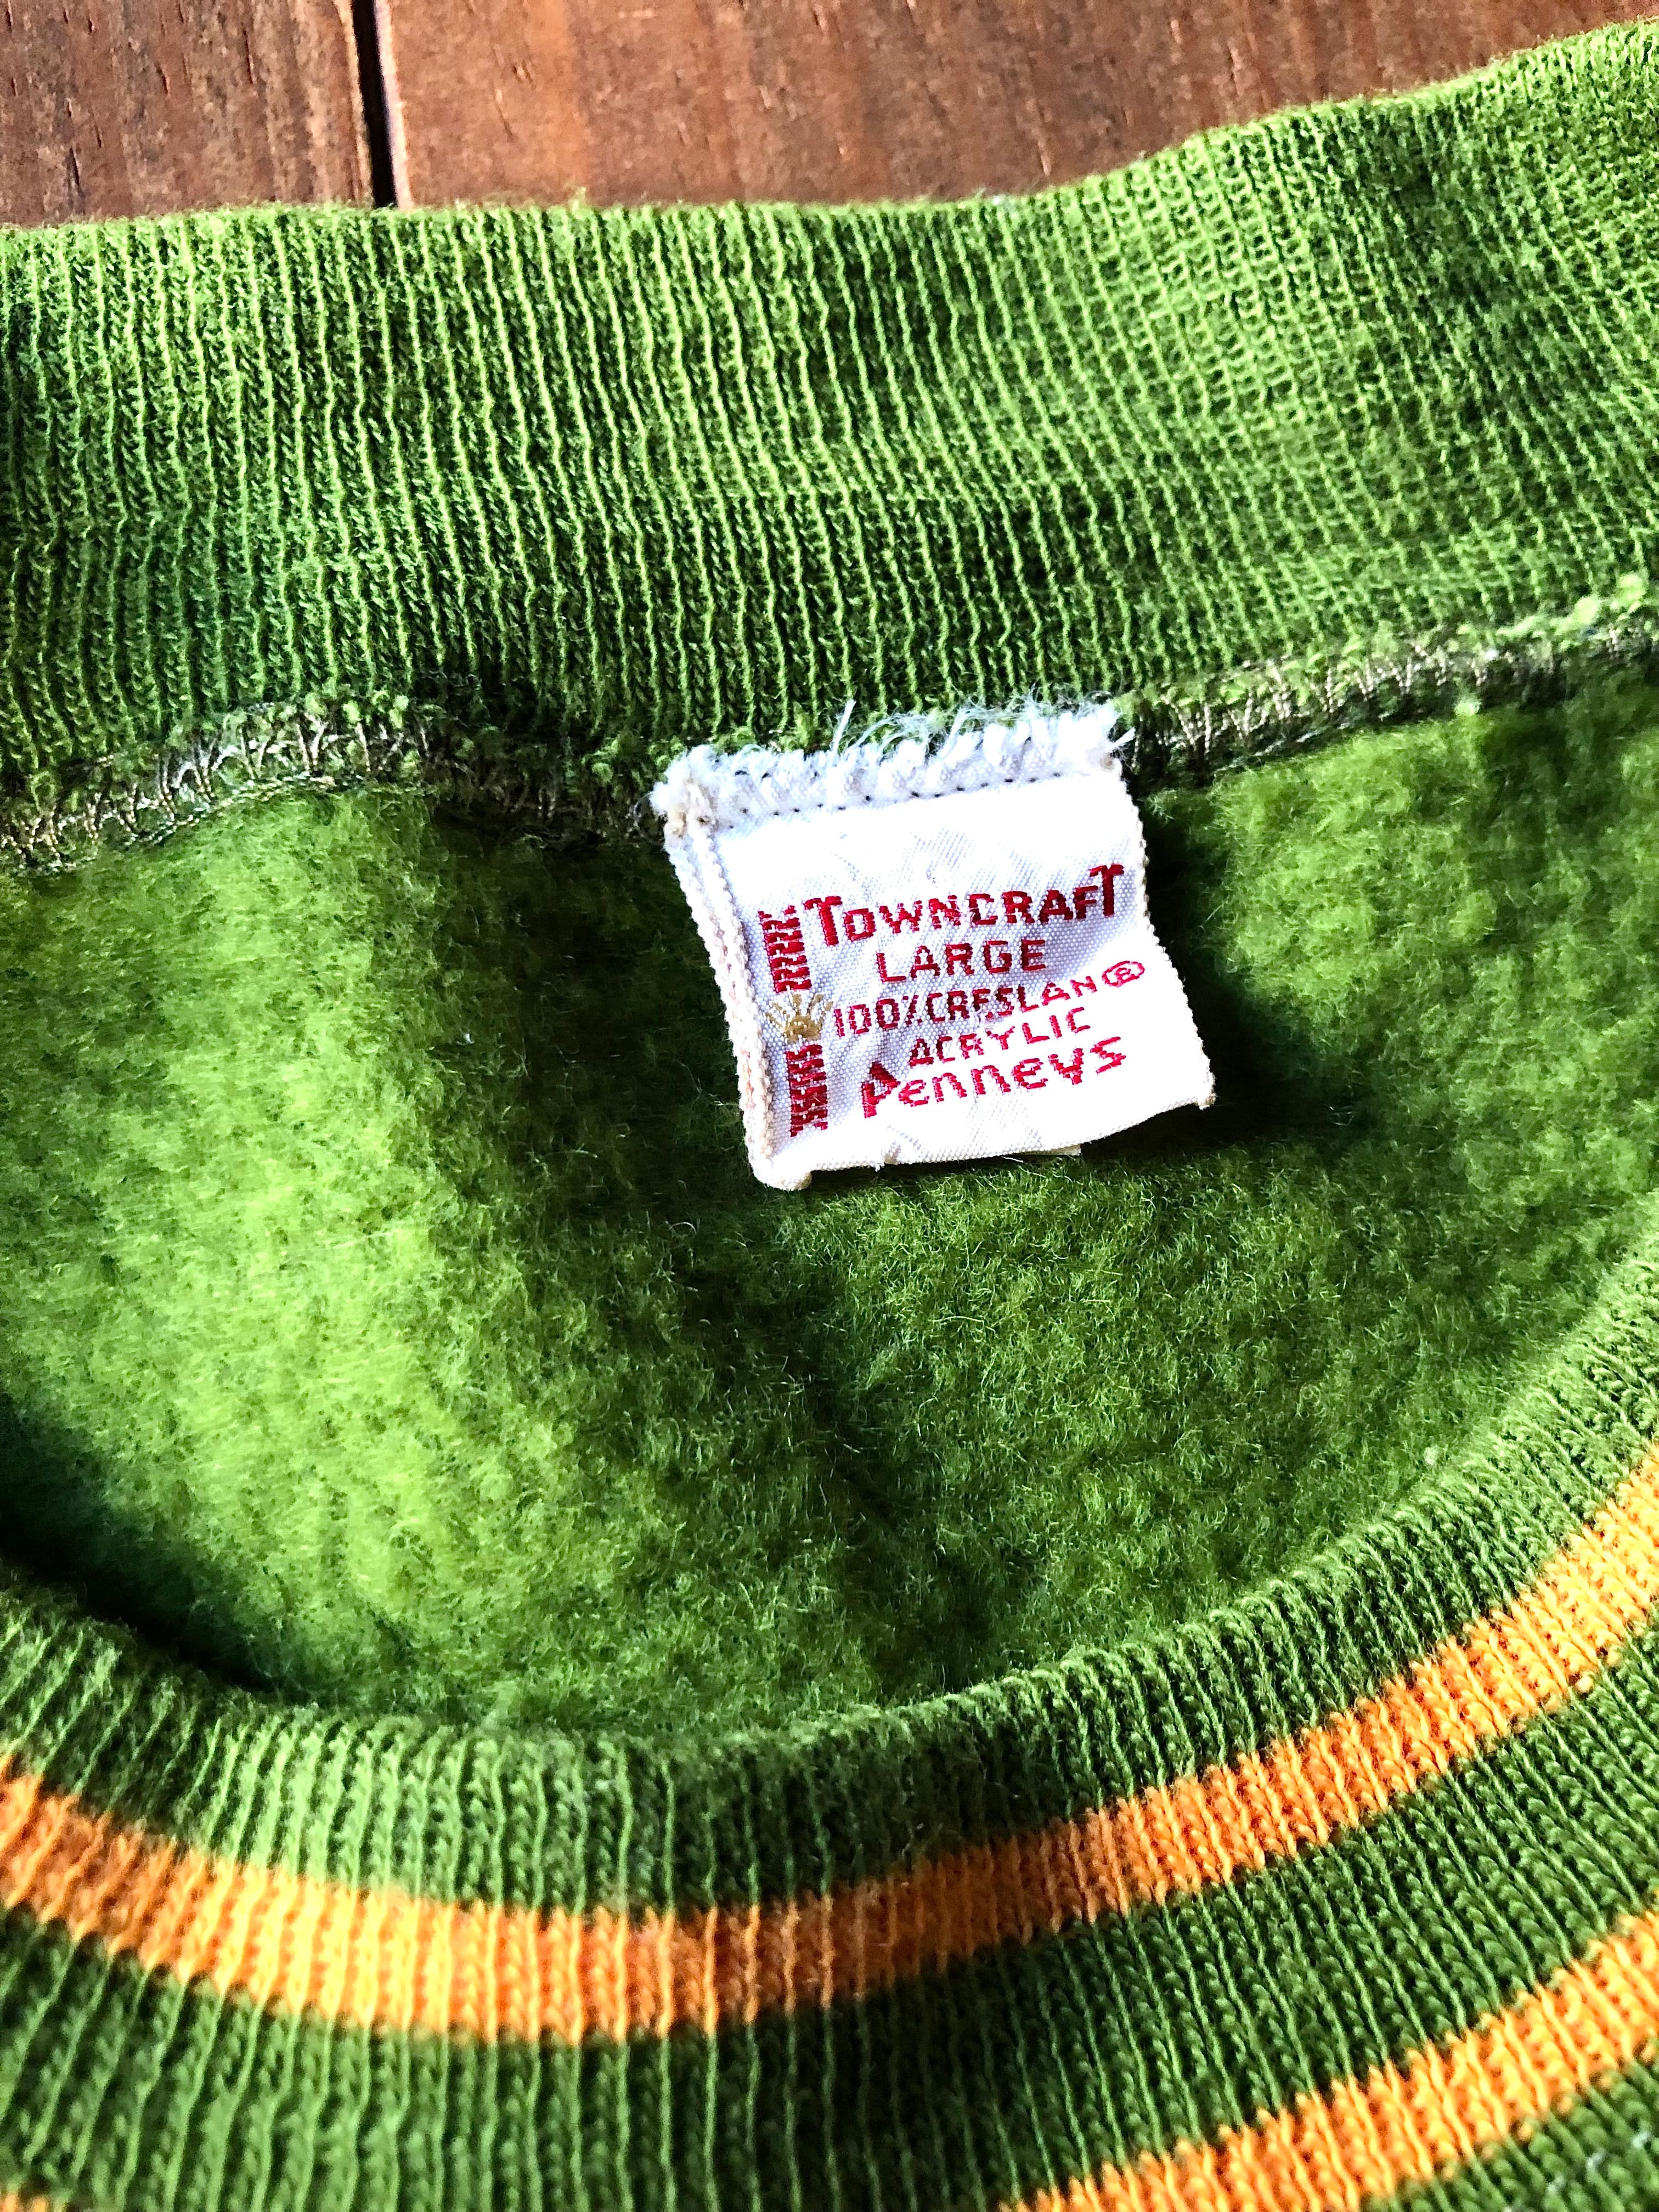 TOWNCRAFT
LARGE
100% CRESLAN®
ACRYLIC
Penneys